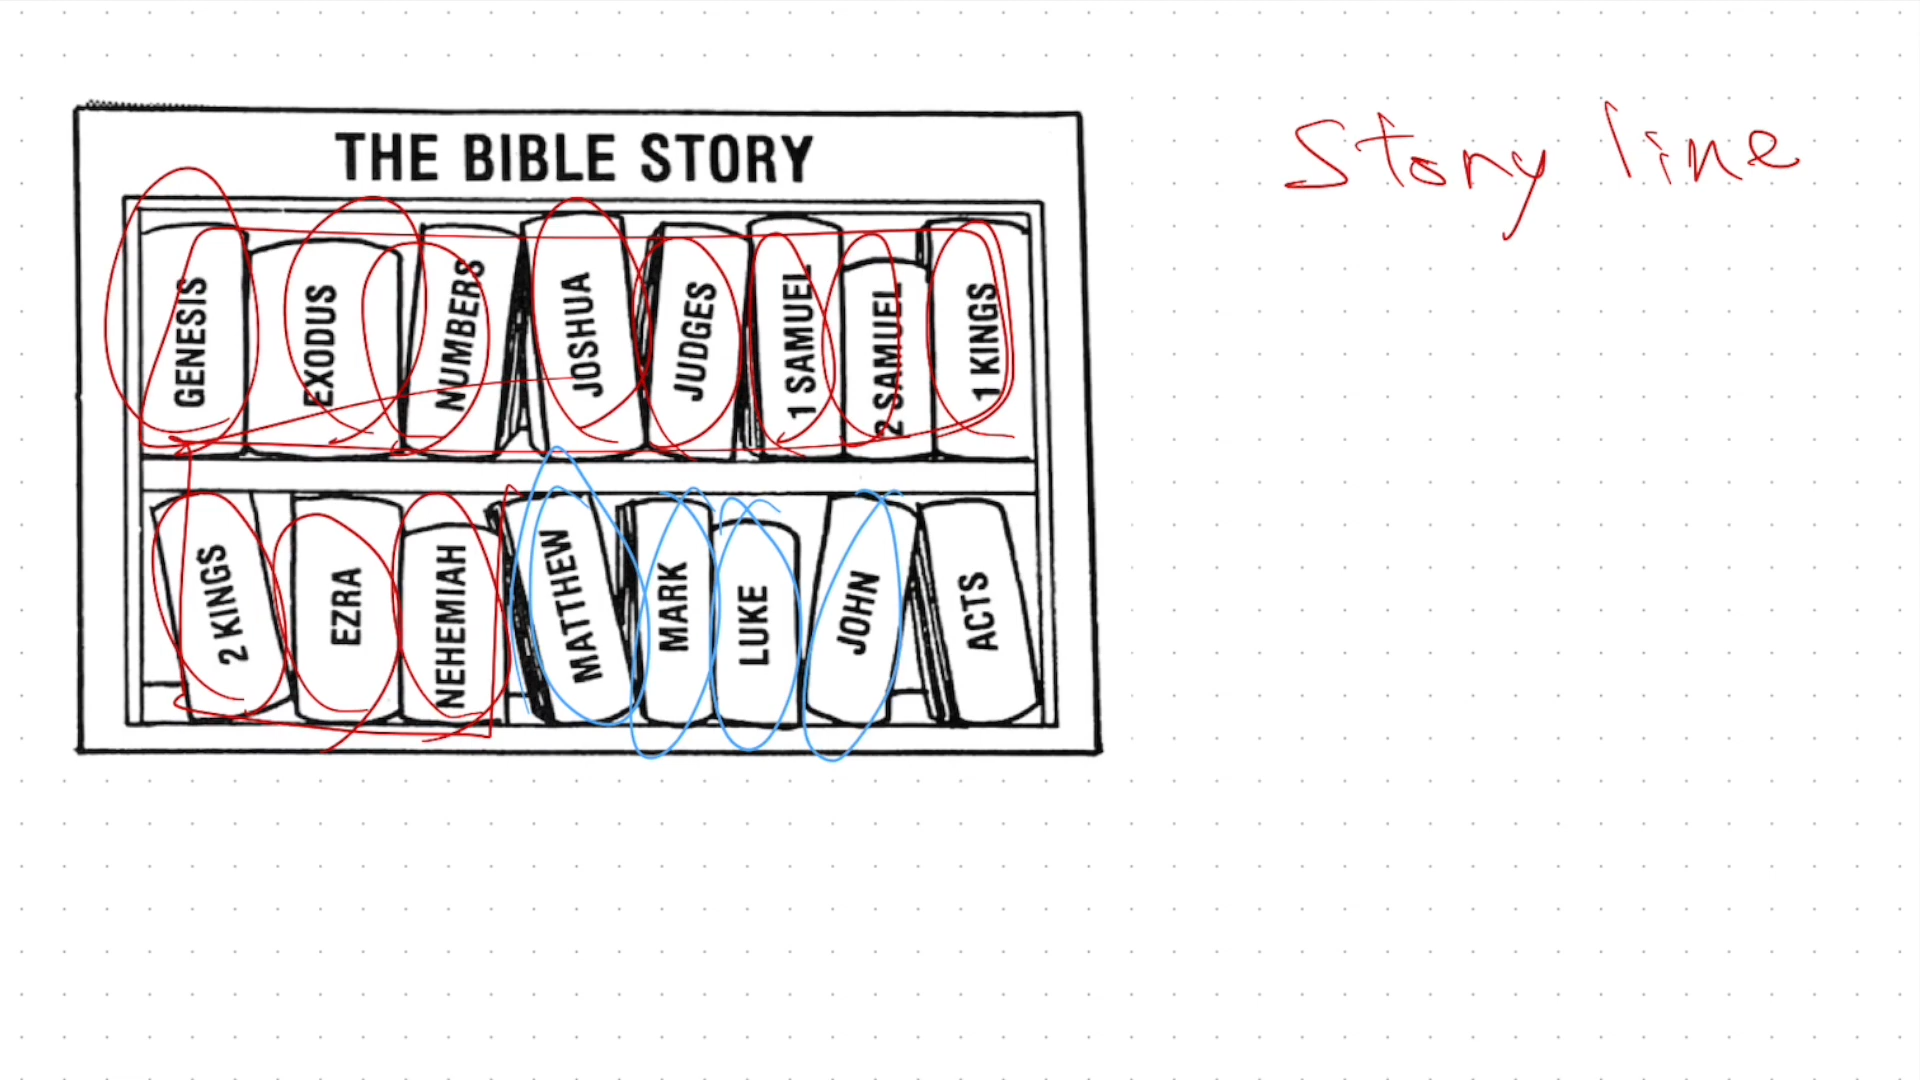 THE BIBLE STORY
Story line
GENESIS
EXODUS
NUMBERS
JOSHUA
JUDGES
1 SAMUEL
2 SAMUEL
1 KINGS
2 KINGS
EZRA
NEHEMIAH
MATTHEW
MARK
LUKE
JOHN
ACTS